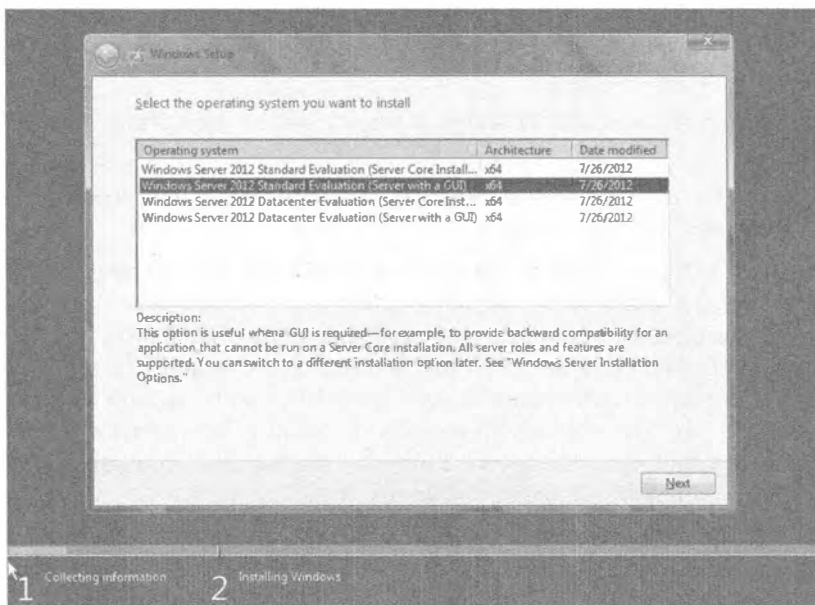 Windows Setup
Select the operating system you want to install
Operating system Architecture Date modified
Windows Server 2012 Standard Evaluation (Server Core Install... x64 7/26/2012
Windows Server 2012 Standard Evaluation (Server with a GUI) x64 7/26/2012
Windows Server 2012 Datacenter Evaluation (Server Core Inst... x64 7/26/2012
Windows Server 2012 Datacenter Evaluation (Server with a GUI) x64 7/26/2012
Description:
This option is useful when a GUI is required—for example, to provide backward compatibility for an
application that cannot be run on a Server Core installation. All server roles and features are
supported. You can switch to a different installation option later. See "Windows Server Installation
Options."
Next
1 Collecting information 2 Installing Windows